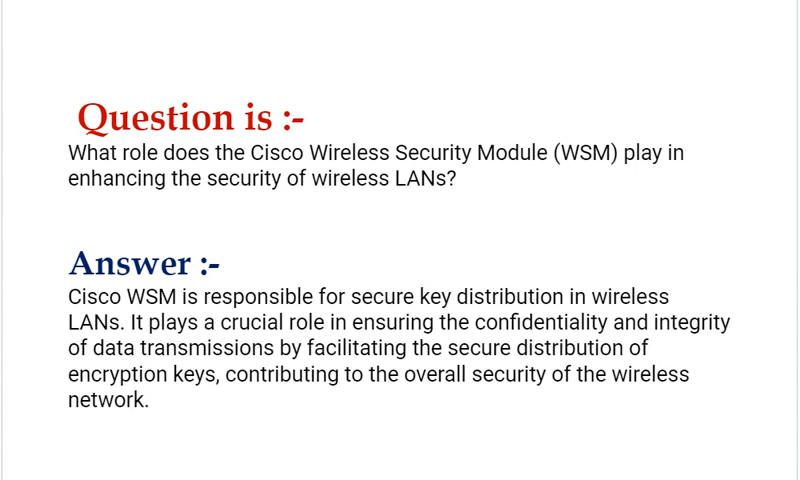 Question is :-
What role does the Cisco Wireless Security Module (WSM) play in
enhancing the security of wireless LANs?
Answer :-
Cisco WSM is responsible for secure key distribution in wireless
LANs. It plays a crucial role in ensuring the confidentiality and integrity
of data transmissions by facilitating the secure distribution of
encryption keys, contributing to the overall security of the wireless
network.